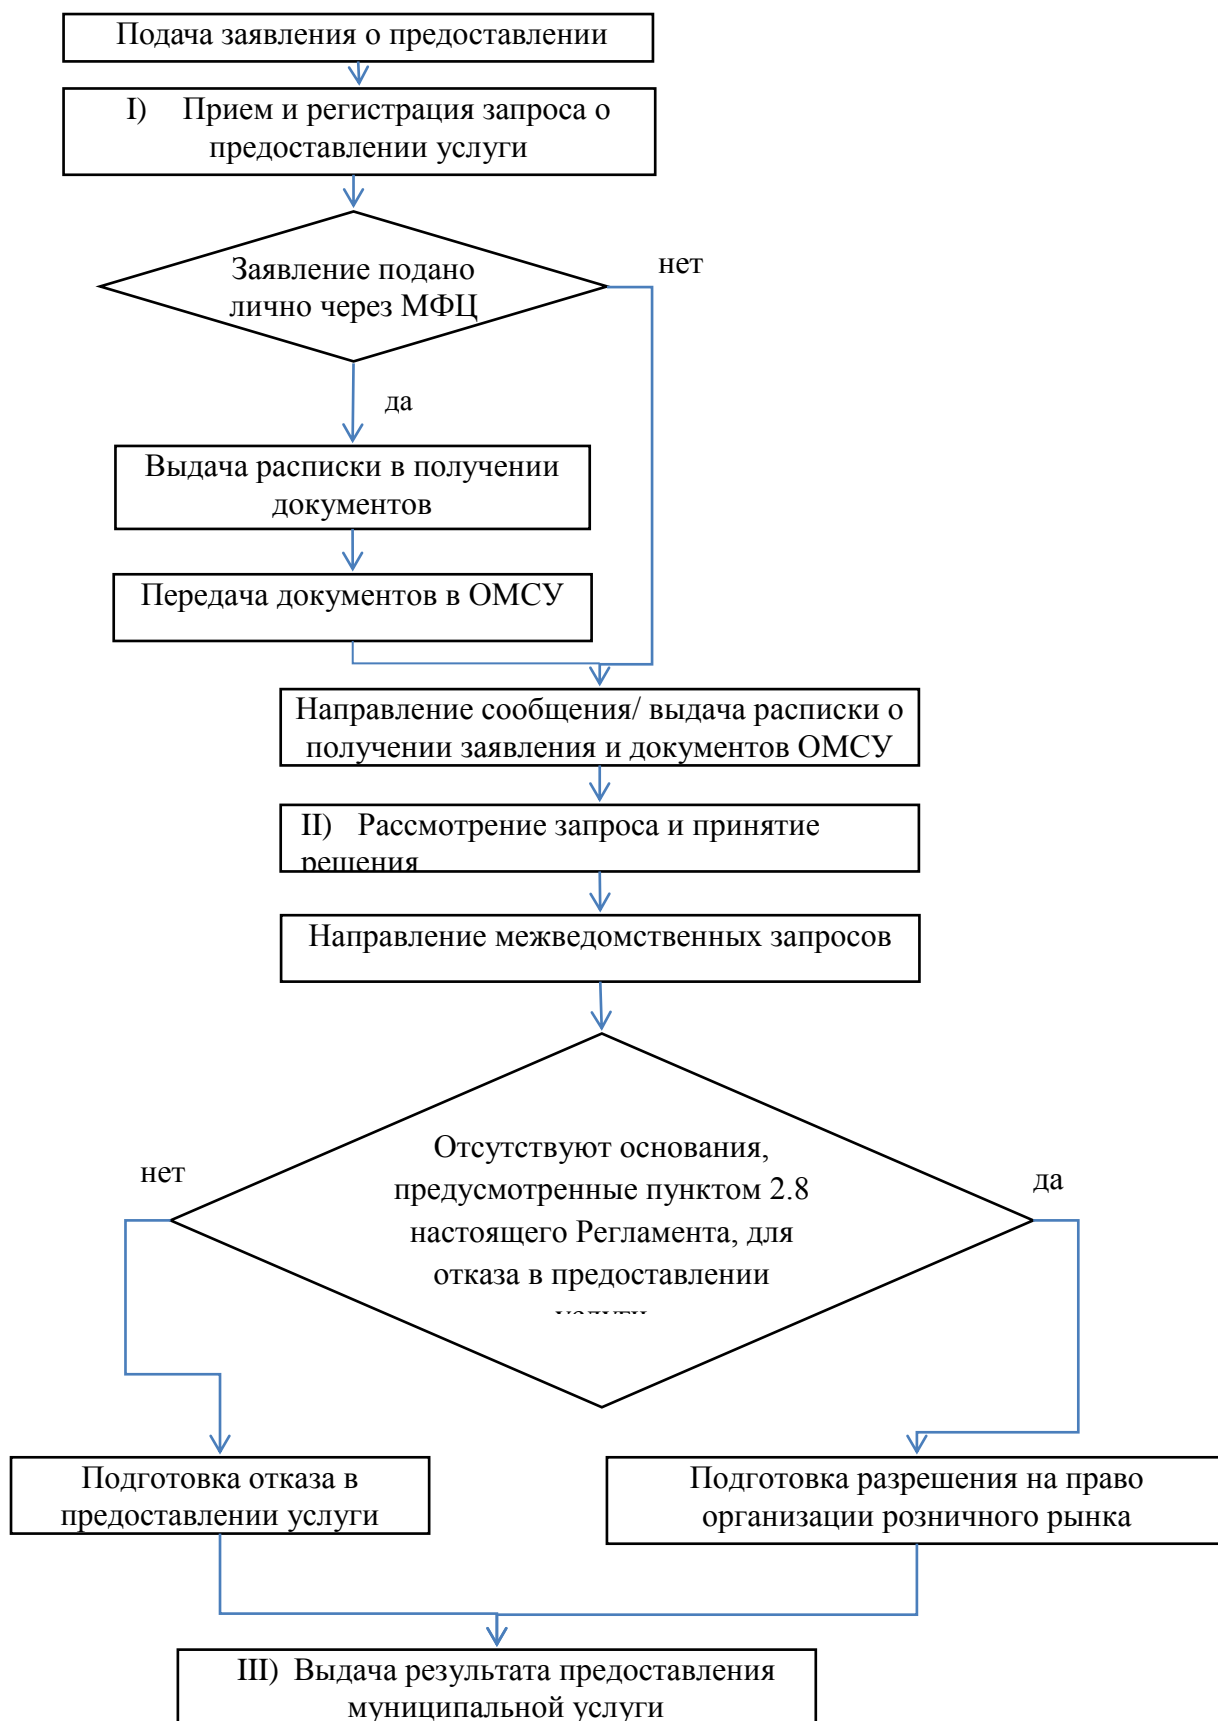 Подача заявления о предоставлении
I) Прием и регистрация запроса о
предоставлении услуги
Заявление подано
лично через МФЦ
нет
да
Выдача расписки в получении
документов
Передача документов в ОМСУ
Направление сообщения/ выдача расписки о
получении заявления и документов ОМСУ
II) Рассмотрение запроса и принятие
решения
Направление межведомственных запросов
Отсутствуют основания,
предусмотренные пунктом 2.8
настоящего Регламента, для
отказа в предоставлении
услуги
нет
да
Подготовка отказа в
предоставлении услуги
Подготовка разрешения на право
организации розничного рынка
III) Выдача результата предоставления
муниципальной услуги